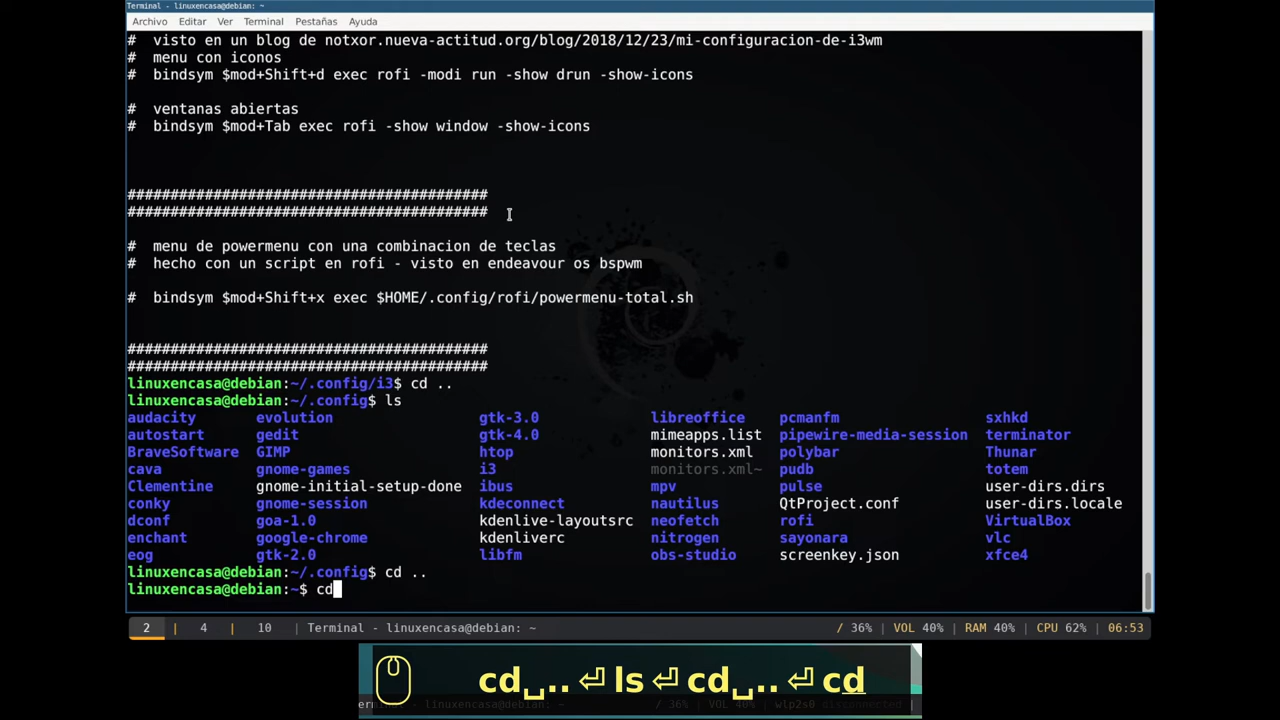 Terminal - linuxencasa@debian: ~
Archivo Editar Ver Terminal Pestañas Ayuda
#  visto en un blog de notxor.nueva-actitud.org/blog/2018/12/23/mi-configuracion-de-i3wm
#  menu con iconos
#  bindsym $mod+Shift+d exec rofi -modi run -show drun -show-icons
#  ventanas abiertas
#  bindsym $mod+Tab exec rofi -show window -show-icons
##########################################
##########################################
#  menu de powermenu con una combinacion de teclas
#  hecho con un script en rofi - visto en endeavour os bspwm
#  bindsym $mod+Shift+x exec $HOME/.config/rofi/powermenu-total.sh
##########################################
##########################################
linuxencasa@debian:~/.config/i3$ cd ..
linuxencasa@debian:~/.config$ ls
audacity evolution gtk-3.0 libreoffice pcmanfm sxhkd
autostart gedit gtk-4.0 mimeapps.list pipewire-media-session terminator
BraveSoftware GIMP htop monitors.xml polybar Thunar
cava gnome-games i3 monitors.xml~ pudb totem
Clementine gnome-initial-setup-done ibus mpv pulse user-dirs.dirs
conky gnome-session kdeconnect nautilus QtProject.conf user-dirs.locale
dconf goa-1.0 kdenlive-layoutsrc neofetch rofi VirtualBox
enchant google-chrome kdenliverc nitrogen sayonara vlc
eog gtk-2.0 libfm obs-studio screenkey.json xfce4
linuxencasa@debian:~/.config$ cd ..
linuxencasa@debian:~$ cd
2 | 4 | 10 | Terminal - linuxencasa@debian: ~ / 36% | VOL 40% | RAM 40% | CPU 62% | 06:53
cd␣..⏎ls⏎cd␣..⏎cd
erminal - linuxencasa@debian: ~ / 36% | VOL 40% | wlp2s0 disconnected |